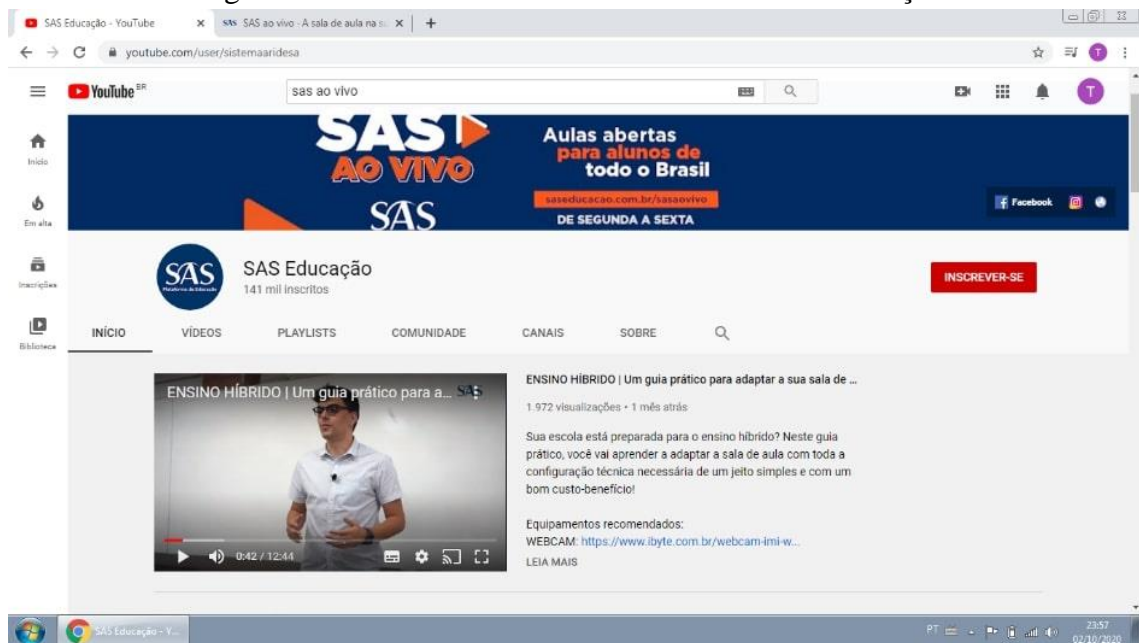 SAS Educação - YouTube
SAS ao vivo - A sala de aula na s
youtube.com/user/sistemaaridesa
YouTube BR
sas ao vivo
T
Início
Em alta
Inscrições
Biblioteca
SAS
AO VIVO
SAS
Aulas abertas
para alunos de
todo o Brasil
saseducacao.com.br/sasaovivo
DE SEGUNDA A SEXTA
Facebook
SAS
Plataforma de Educação
SAS Educação
141 mil inscritos
INSCREVER-SE
INÍCIO VÍDEOS PLAYLISTS COMUNIDADE CANAIS SOBRE
ENSINO HÍBRIDO | Um guia prático para a... SAS
0:42 / 12:44
ENSINO HÍBRIDO | Um guia prático para adaptar a sua sala de ...
1.972 visualizações • 1 mês atrás
Sua escola está preparada para o ensino híbrido? Neste guia
prático, você vai aprender a adaptar a sala de aula com toda a
configuração técnica necessária de um jeito simples e com um
bom custo-benefício!
Equipamentos recomendados:
WEBCAM: https://www.ibyte.com.br/webcam-imi-w...
LEIA MAIS
SAS Educação - Y...
PT
23:57
02/10/2020